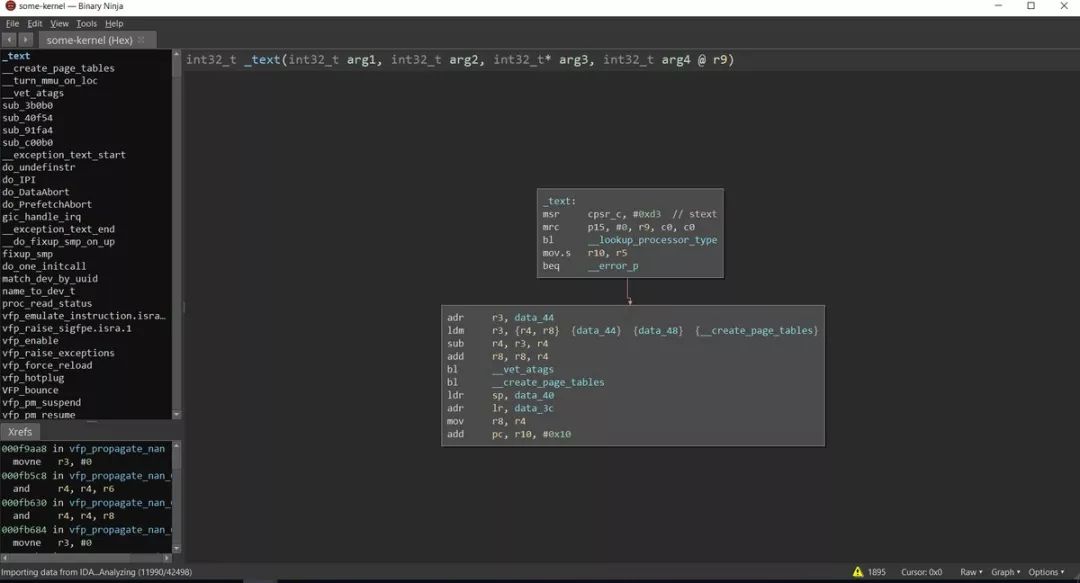 some-kernel — Binary Ninja
File Edit View Tools Help
some-kernel (Hex)
_text
__create_page_tables
__turn_mmu_on_loc
__vet_atags
sub_3b0b0
sub_40f54
sub_91fa4
sub_c00b0
__exception_text_start
do_undefinstr
do_IPI
do_DataAbort
do_PrefetchAbort
gic_handle_irq
__exception_text_end
__do_fixup_smp_on_up
fixup_smp
do_one_initcall
match_dev_by_uuid
name_to_dev_t
proc_read_status
vfp_emulate_instruction.isra…
vfp_raise_sigfpe.isra.1
vfp_enable
vfp_raise_exceptions
vfp_force_reload
vfp_hotplug
VFP_bounce
vfp_pm_suspend
vfp_pm_resume
Xrefs
000f9aa8 in vfp_propagate_nan
movne r3, #0
000fb5c8 in vfp_propagate_nan_
and r4, r4, r6
000fb630 in vfp_propagate_nan_
and r4, r4, r8
000fb684 in vfp_propagate_nan_
movne r3, #0
int32_t _text(int32_t arg1, int32_t arg2, int32_t* arg3, int32_t arg4 @ r9)
_text:
msr cpsr_c, #0xd3 // stext
mrc p15, #0, r9, c0, c0
bl __lookup_processor_type
mov.s r10, r5
beq __error_p
adr r3, data_44
ldm r3, {r4, r8} {data_44} {data_48} {__create_page_tables}
sub r4, r3, r4
add r8, r8, r4
bl __vet_atags
bl __create_page_tables
ldr sp, data_40
adr lr, data_3c
mov r8, r4
add pc, r10, #0x10
Importing data from IDA...Analyzing (11990/42498)
1895 Cursor: 0x0 Raw Graph Options